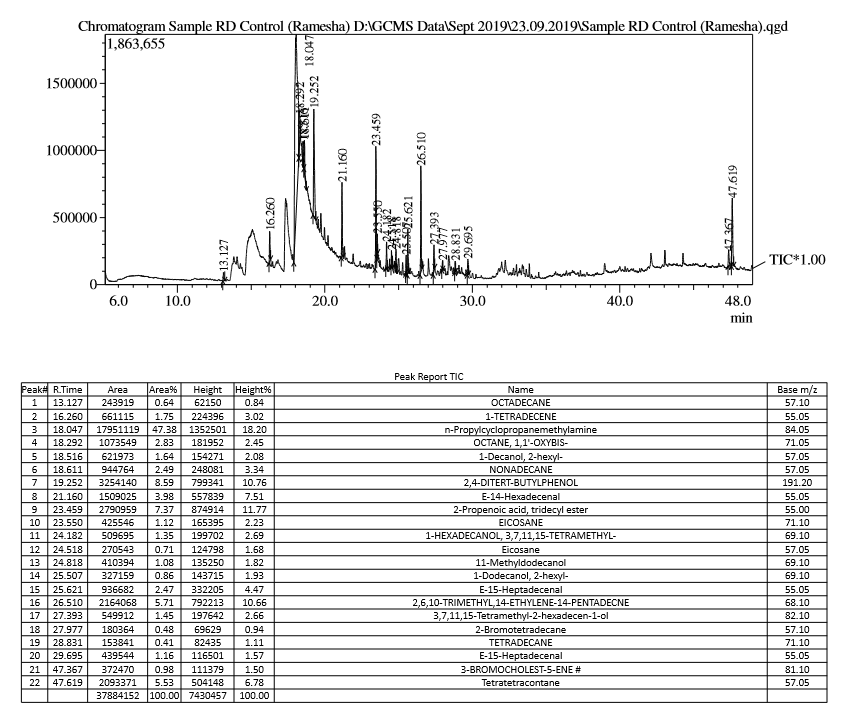 Chromatogram Sample RD Control (Ramesha) D:\GCMS Data\Sept 2019\23.09.2019\Sample RD Control (Ramesha).qgd
1,863,655
1500000
1000000
500000
0
13.127
16.260
18.292
18.047
19.252
21.160
23.459
25.621
26.510
27.393
27.977
28.831
29.695
47.367
47.619
TIC*1.00
6.0 10.0 20.0 30.0 40.0 48.0
min
Peak Report TIC
Peak# R.Time Area Area% Height Height% Name Base m/z
1 13.127 243919 0.64 62150 0.84 OCTADECANE 57.10
2 16.260 661115 1.75 224396 3.02 1-TETRADECENE 55.05
3 18.047 17951119 47.38 1352501 18.20 n-Propylcyclopropanemethylamine 84.05
4 18.292 1073549 2.83 181952 2.45 OCTANE, 1,1'-OXYBIS- 71.05
5 18.516 621973 1.64 154271 2.08 1-Decanol, 2-hexyl- 57.05
6 18.611 944764 2.49 248081 3.34 NONADECANE 57.05
7 19.252 3254140 8.59 799341 10.76 2,4-DITERT-BUTYLPHENOL 191.20
8 21.160 1509025 3.98 557839 7.51 E-14-Hexadecenal 55.05
9 23.459 2790959 7.37 874914 11.77 2-Propenoic acid, tridecyl ester 55.00
10 23.550 425546 1.12 165395 2.23 EICOSANE 71.10
11 24.182 509695 1.35 199702 2.69 1-HEXADECANOL, 3,7,11,15-TETRAMETHYL- 69.10
12 24.518 270543 0.71 124798 1.68 Eicosane 57.05
13 24.818 410394 1.08 135250 1.82 11-Methyldodecanol 69.10
14 25.507 327159 0.86 143715 1.93 1-Dodecanol, 2-hexyl- 69.10
15 25.621 936682 2.47 332205 4.47 E-15-Heptadecenal 55.05
16 26.510 2164068 5.71 792213 10.66 2,6,10-TRIMETHYL,14-ETHYLENE-14-PENTADECNE 68.10
17 27.393 549912 1.45 197642 2.66 3,7,11,15-Tetramethyl-2-hexadecen-1-ol 82.10
18 27.977 180364 0.48 69629 0.94 2-Bromotetradecane 57.10
19 28.831 153841 0.41 82435 1.11 TETRADECANE 71.10
20 29.695 439544 1.16 116501 1.57 E-15-Heptadecenal 55.05
21 47.367 372470 0.98 111379 1.50 3-BROMOCHOLEST-5-ENE # 81.10
22 47.619 2093371 5.53 504148 6.78 Tetratetracontane 57.05
37884152 100.00 7430457 100.00